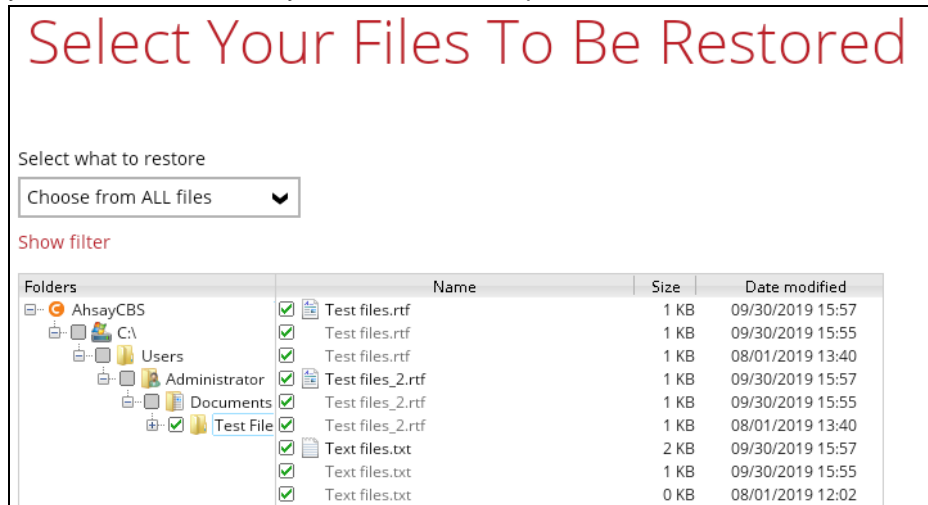 Select Your Files To Be Restored
Select what to restore
Choose from ALL files
Show filter
Folders Name Size Date modified
AhsayCBS Test files.rtf 1 KB 09/30/2019 15:57
C:\ Test files.rtf 1 KB 09/30/2019 15:55
Users Test files.rtf 1 KB 08/01/2019 13:40
Administrator Test files_2.rtf 1 KB 09/30/2019 15:57
Documents Test files_2.rtf 1 KB 09/30/2019 15:55
Test File Test files_2.rtf 1 KB 08/01/2019 13:40
Text files.txt 2 KB 09/30/2019 15:57
Text files.txt 1 KB 09/30/2019 15:55
Text files.txt 0 KB 08/01/2019 12:02